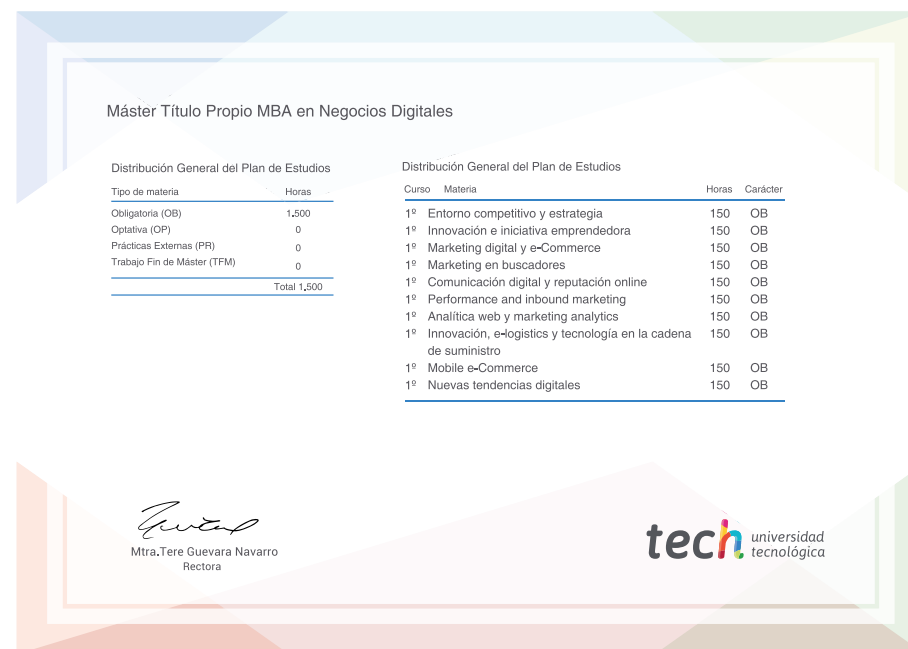 Máster Título Propio MBA en Negocios Digitales
Distribución General del Plan de Estudios
Tipo de materia Horas
Obligatoria (OB) 1.500
Optativa (OP) 0
Prácticas Externas (PR) 0
Trabajo Fin de Máster (TFM) 0
Total 1.500
Distribución General del Plan de Estudios
Curso Materia Horas Carácter
1º Entorno competitivo y estrategia 150 OB
1º Innovación e iniciativa emprendedora 150 OB
1º Marketing digital y e-Commerce 150 OB
1º Marketing en buscadores 150 OB
1º Comunicación digital y reputación online 150 OB
1º Performance and inbound marketing 150 OB
1º Analítica web y marketing analytics 150 OB
1º Innovación, e-logistics y tecnología en la cadena 150 OB
de suministro
1º Mobile e-Commerce 150 OB
1º Nuevas tendencias digitales 150 OB
Mtra.Tere Guevara Navarro
Rectora
tech universidad
tecnológica